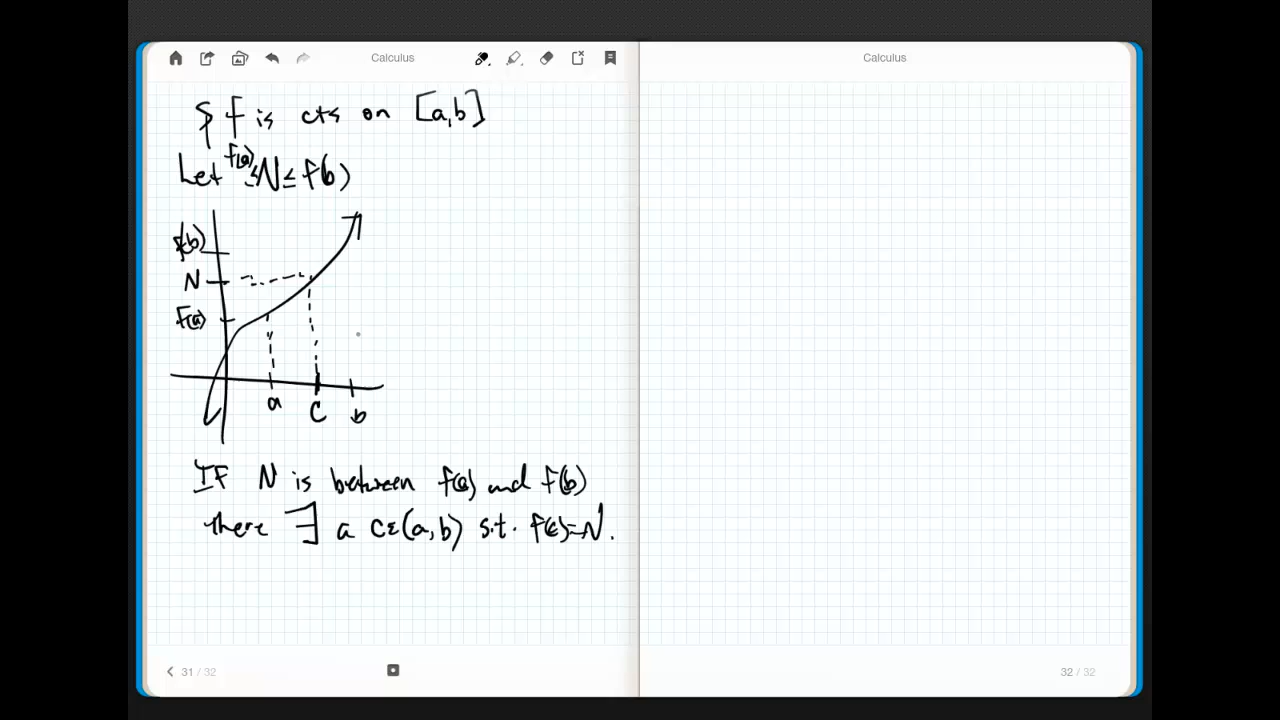 Calculus
Calculus
f is cts on [a,b]
Let f(a) ≤ N ≤ f(b)
f(b)
N
f(a)
a
c
b
If N is between f(a) and f(b)
there ∃ a c ε (a,b) s.t. f(c)=N.
31 / 32
32 / 32